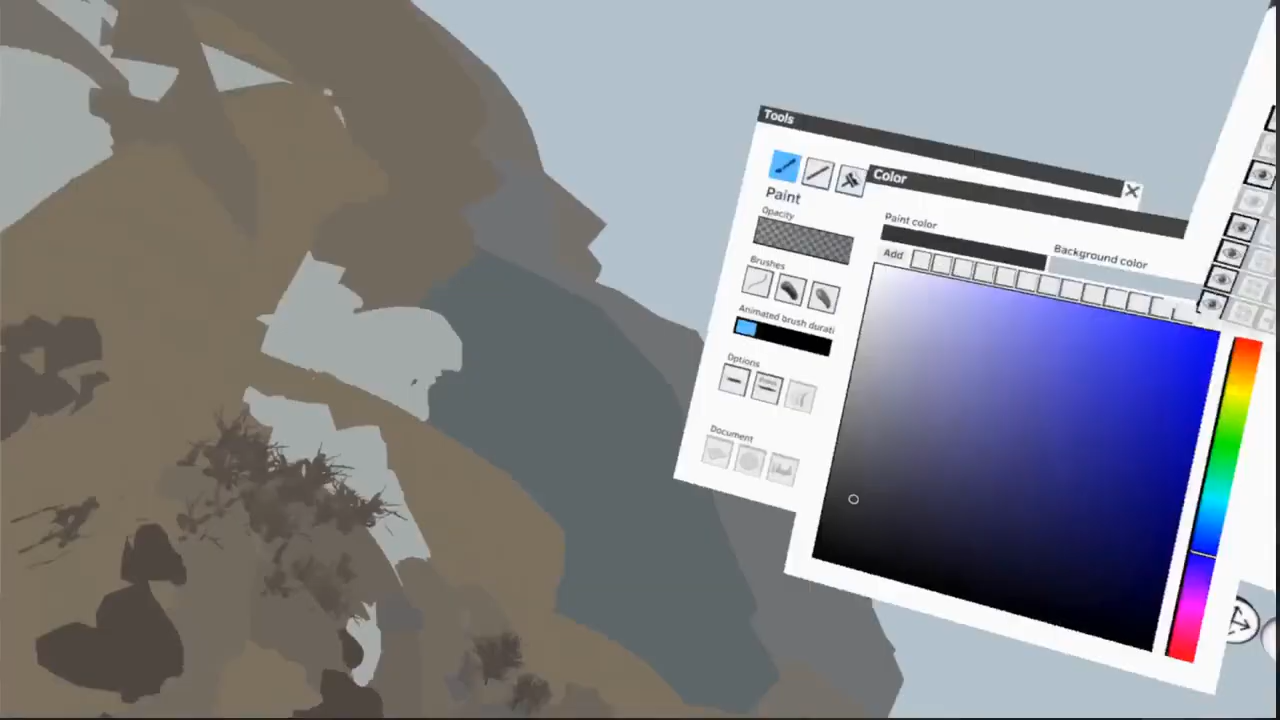 Tools
Color
Paint
Opacity
Paint color
Background color
Add
Brushes
Animated brush durati
Options
Document